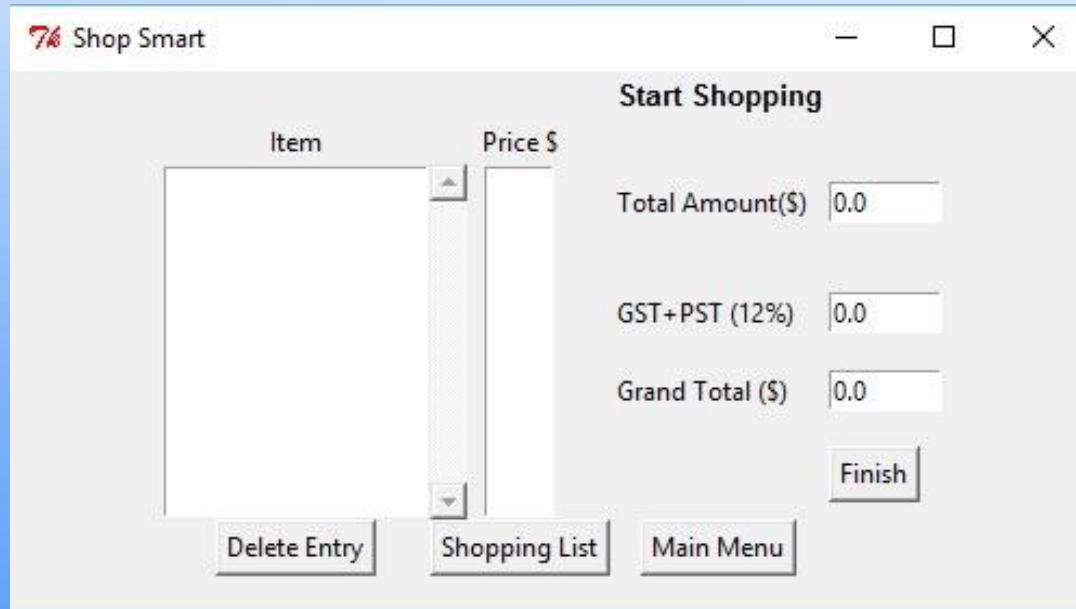 Shop Smart
Start Shopping
Item Price $
Total Amount($) 0.0
GST+PST (12%) 0.0
Grand Total ($) 0.0
Finish
Delete Entry Shopping List Main Menu